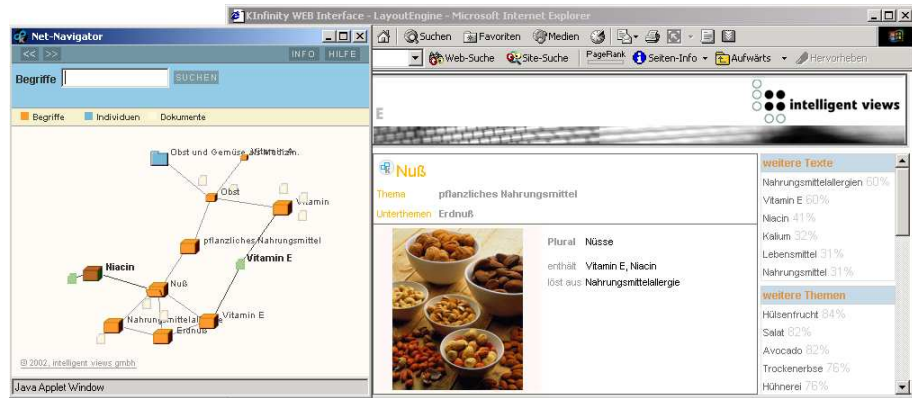 KInfinity WEB Interface - LayoutEngine - Microsoft Internet Explorer
Net-Navigator
<< >> INFO HILFE
Begriffe SUCHEN
Begriffe Individuen Dokumente
Obst und Gemüse
Vitamin A
Obst
Vitamin
pflanzliches Nahrungsmittel
Vitamin E
Niacin
Nuß
Vitamin E
Erdnuß
@ 2002, intelligent views gmbh
Java Applet Window
Suchen Favoriten Medien
Web-Suche Site-Suche PageRank Seiten-Info Aufwärts Hervorheben
E
intelligent views
Nuß
Thema pflanzliches Nahrungsmittel
Unterthemen Erdnuß
Plural Nüsse
enthält Vitamin E, Niacin
löst aus Nahrungsmittelallergie
weitere Texte
Nahrungsmittelallergien 60%
Vitamin E 60%
Niacin 41%
Kalium 32%
Lebensmittel 31%
Nahrungsmittel 31%
weitere Themen
Hülsenfrucht 84%
Salat 82%
Avocado 82%
Trockenerbse 76%
Hühnerei 76%